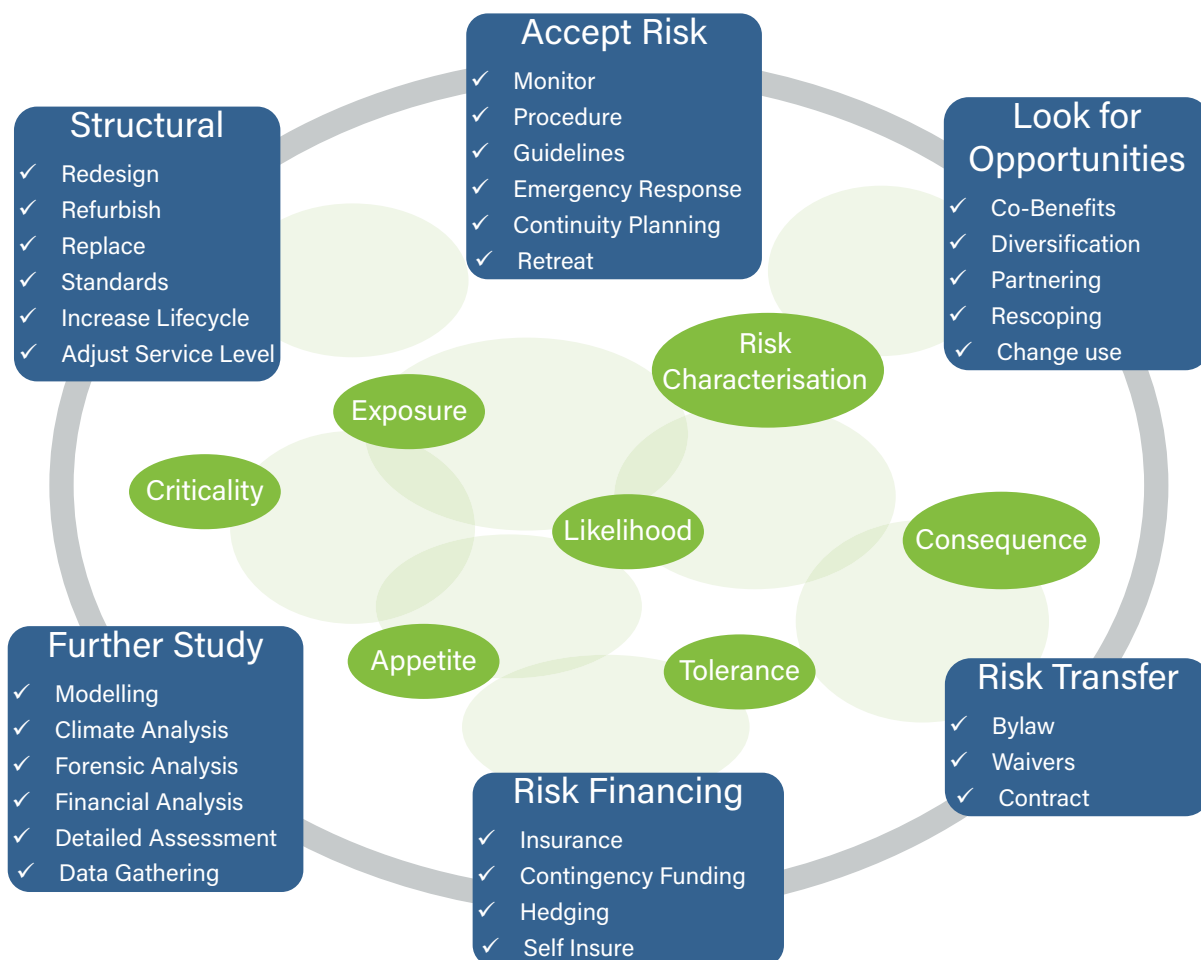 Accept Risk
✓ Monitor
✓ Procedure
✓ Guidelines
✓ Emergency Response
✓ Continuity Planning
✓ Retreat
Structural
✓ Redesign
✓ Refurbish
✓ Replace
✓ Standards
✓ Increase Lifecycle
✓ Adjust Service Level
Look for
Opportunities
✓ Co-Benefits
✓ Diversification
✓ Partnering
✓ Rescoping
✓ Change use
Risk
Characterisation
Exposure
Criticality
Likelihood
Consequence
Appetite
Tolerance
Further Study
✓ Modelling
✓ Climate Analysis
✓ Forensic Analysis
✓ Financial Analysis
✓ Detailed Assessment
✓ Data Gathering
Risk Transfer
✓ Bylaw
✓ Waivers
✓ Contract
Risk Financing
✓ Insurance
✓ Contingency Funding
✓ Hedging
✓ Self Insure